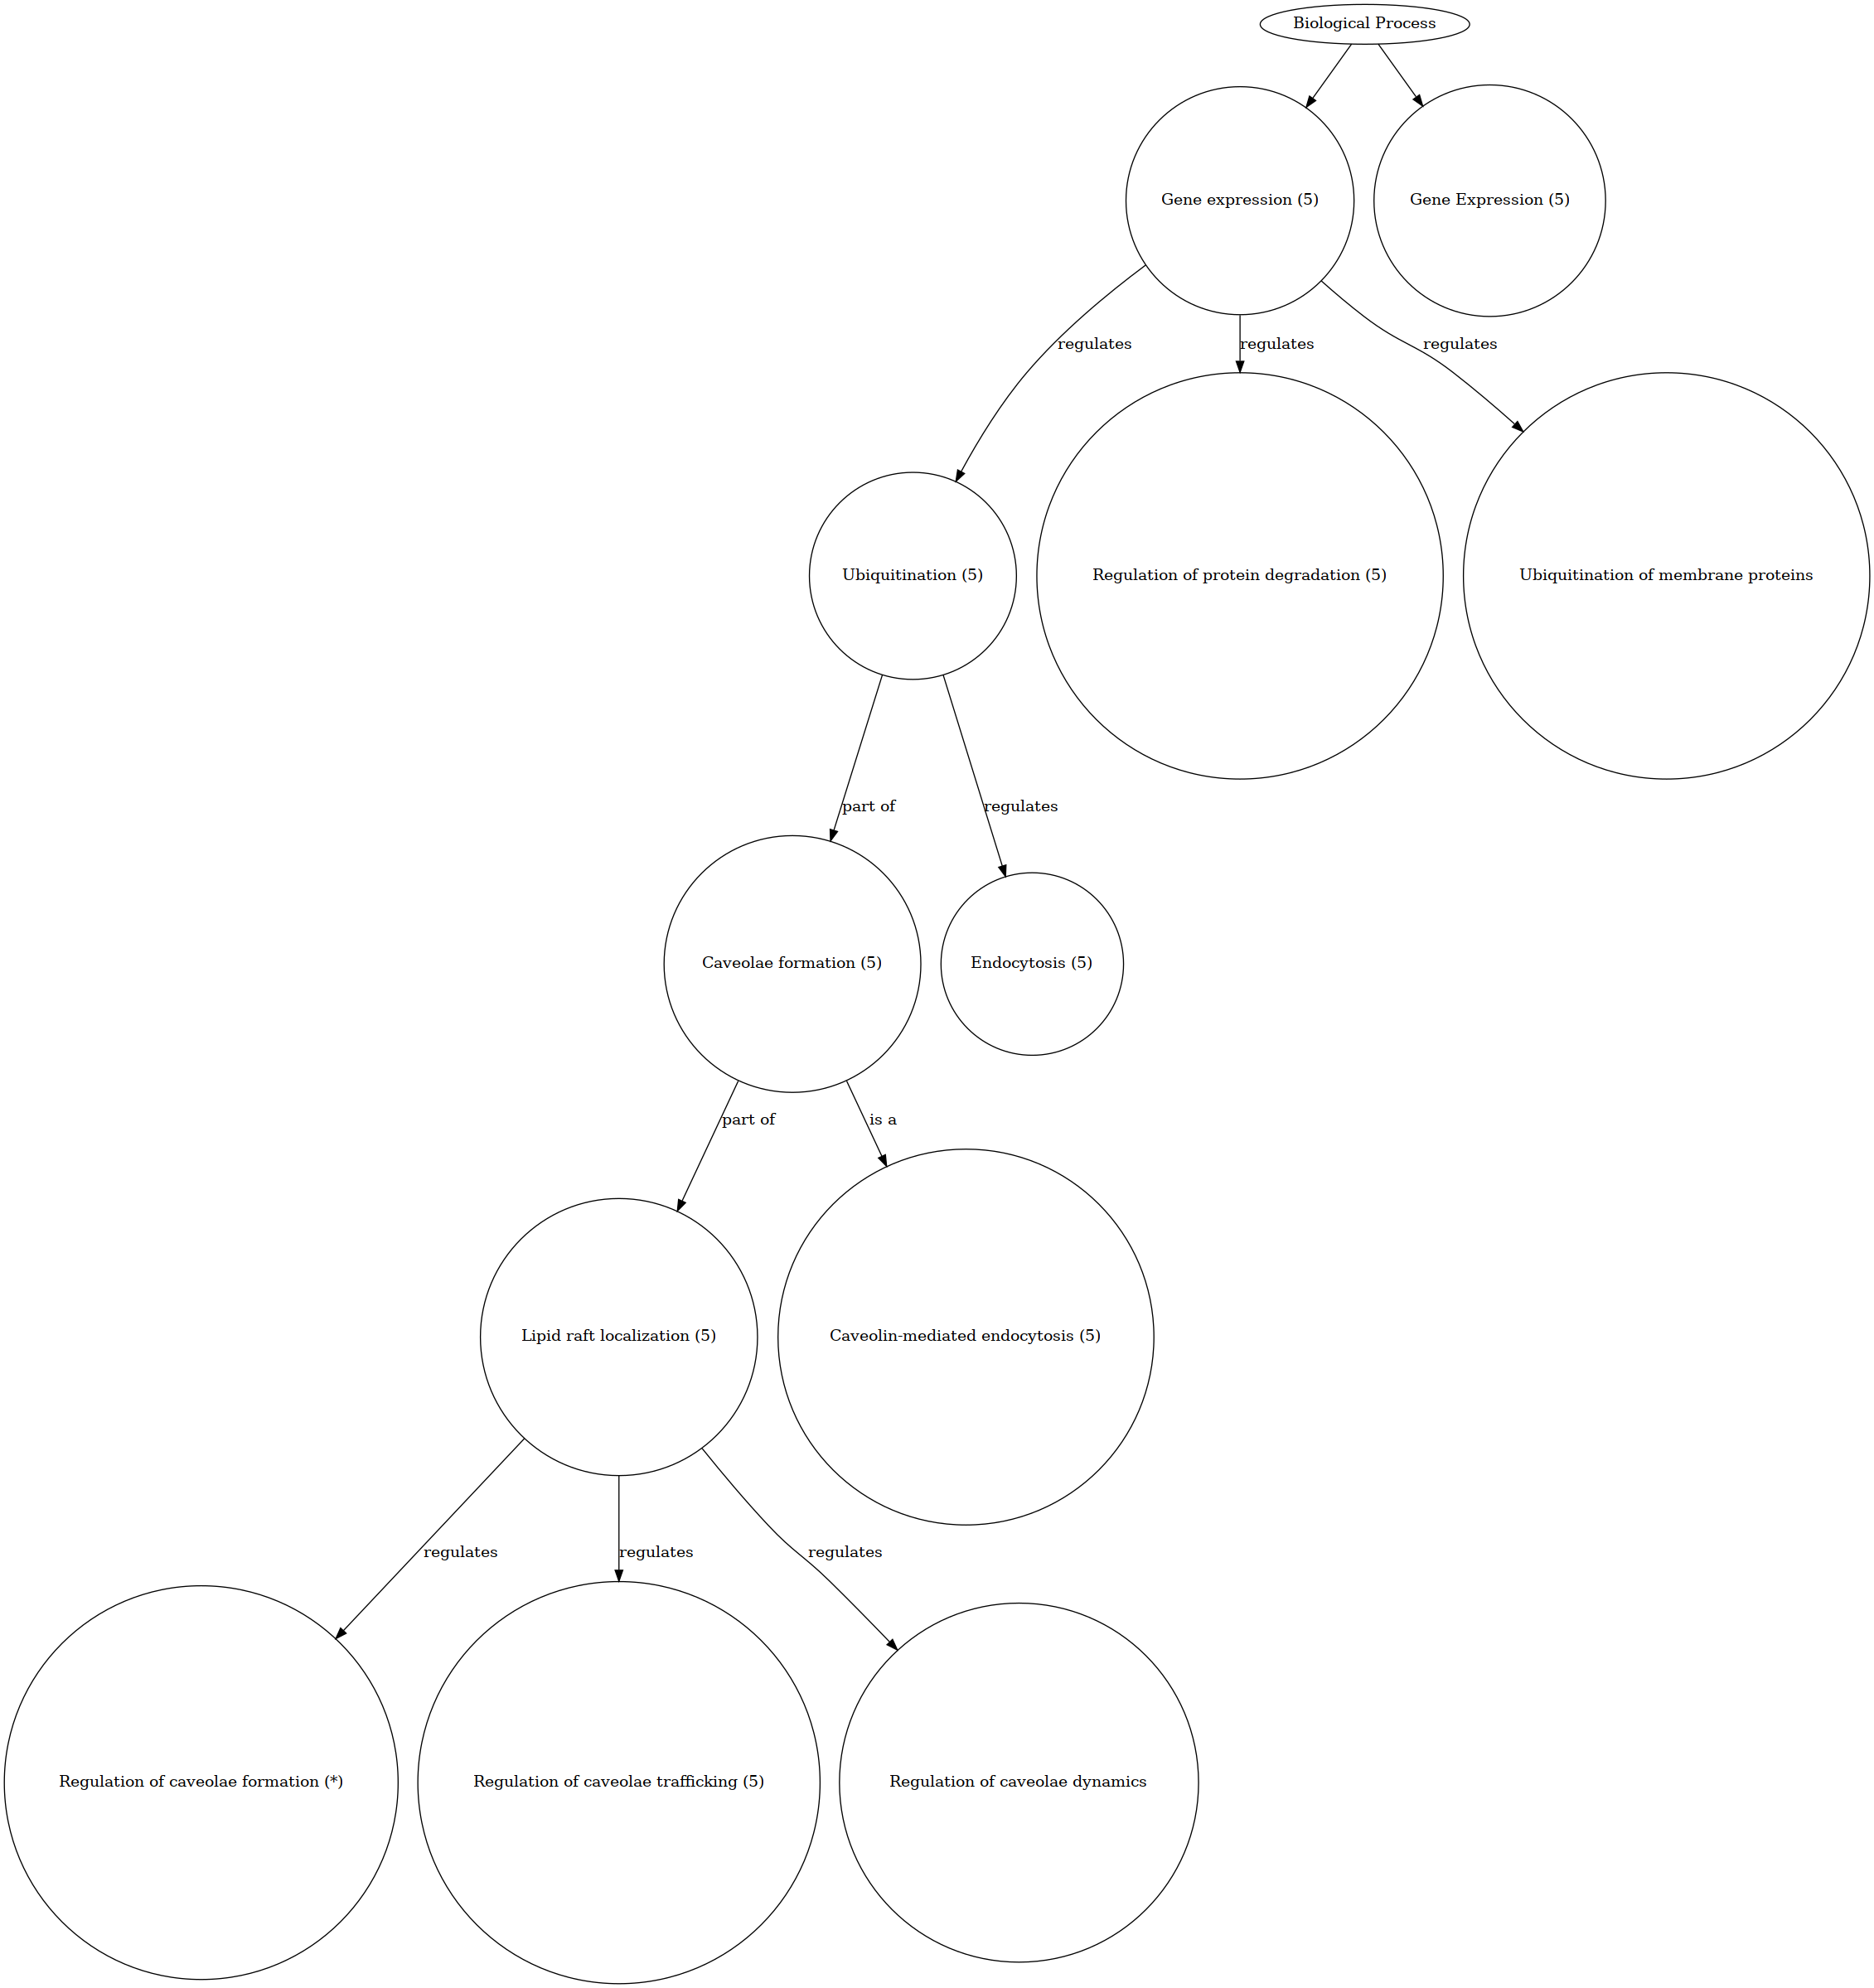 Biological Process
Gene expression (5)
Gene Expression (5)
regulates
regulates
regulates
Ubiquitination (5)
Regulation of protein degradation (5)
Ubiquitination of membrane proteins
part of
regulates
Caveolae formation (5)
Endocytosis (5)
part of
is a
Lipid raft localization (5)
Caveolin-mediated endocytosis (5)
regulates
regulates
regulates
Regulation of caveolae formation (*)
Regulation of caveolae trafficking (5)
Regulation of caveolae dynamics